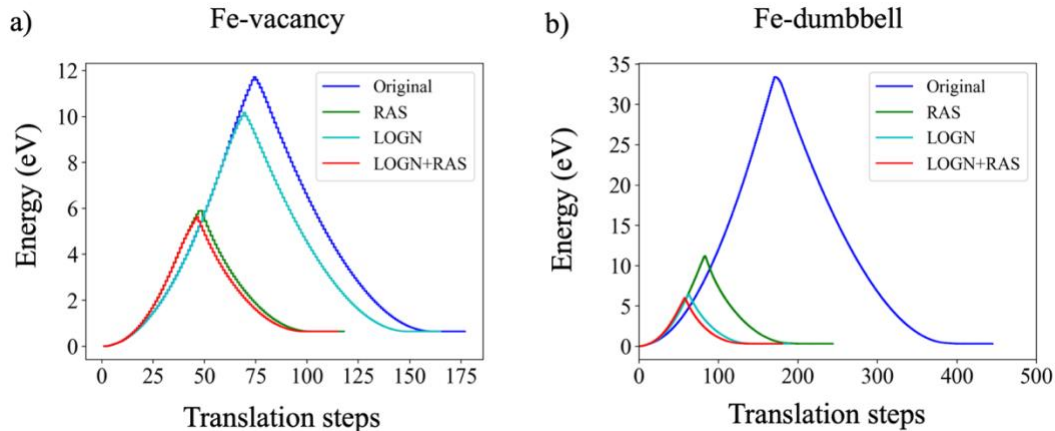 a)
Fe-vacancy
Energy (eV)
12
10
8
6
4
2
0
Original
RAS
LOGN
LOGN+RAS
0
25
50
75
100
125
150
175
Translation steps
b)
Fe-dumbbell
Energy (eV)
35
30
25
20
15
10
5
0
Original
RAS
LOGN
LOGN+RAS
0
100
200
300
400
500
Translation steps